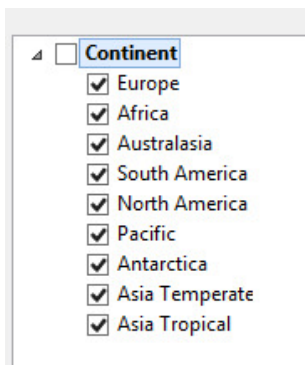 Continent
Europe
Africa
Australasia
South America
North America
Pacific
Antarctica
Asia Temperate
Asia Tropical